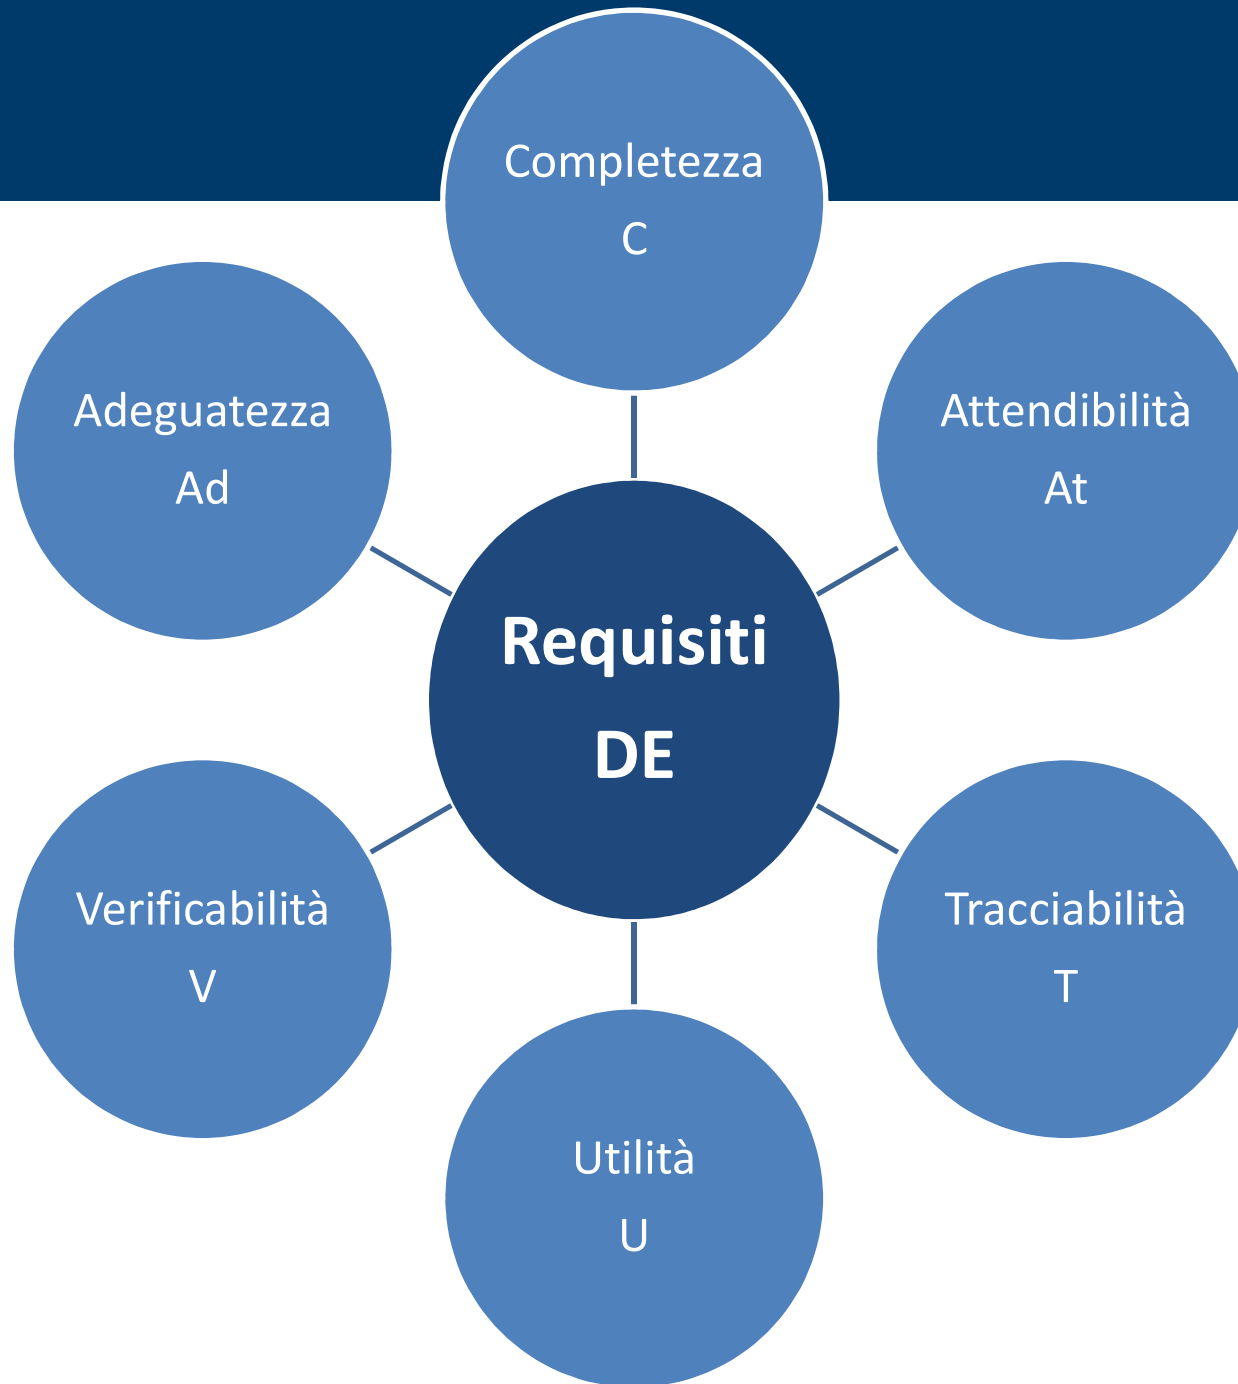 Completezza
C
Adeguatezza
Ad
Attendibilità
At
Requisiti
DE
Verificabilità
V
Tracciabilità
T
Utilità
U